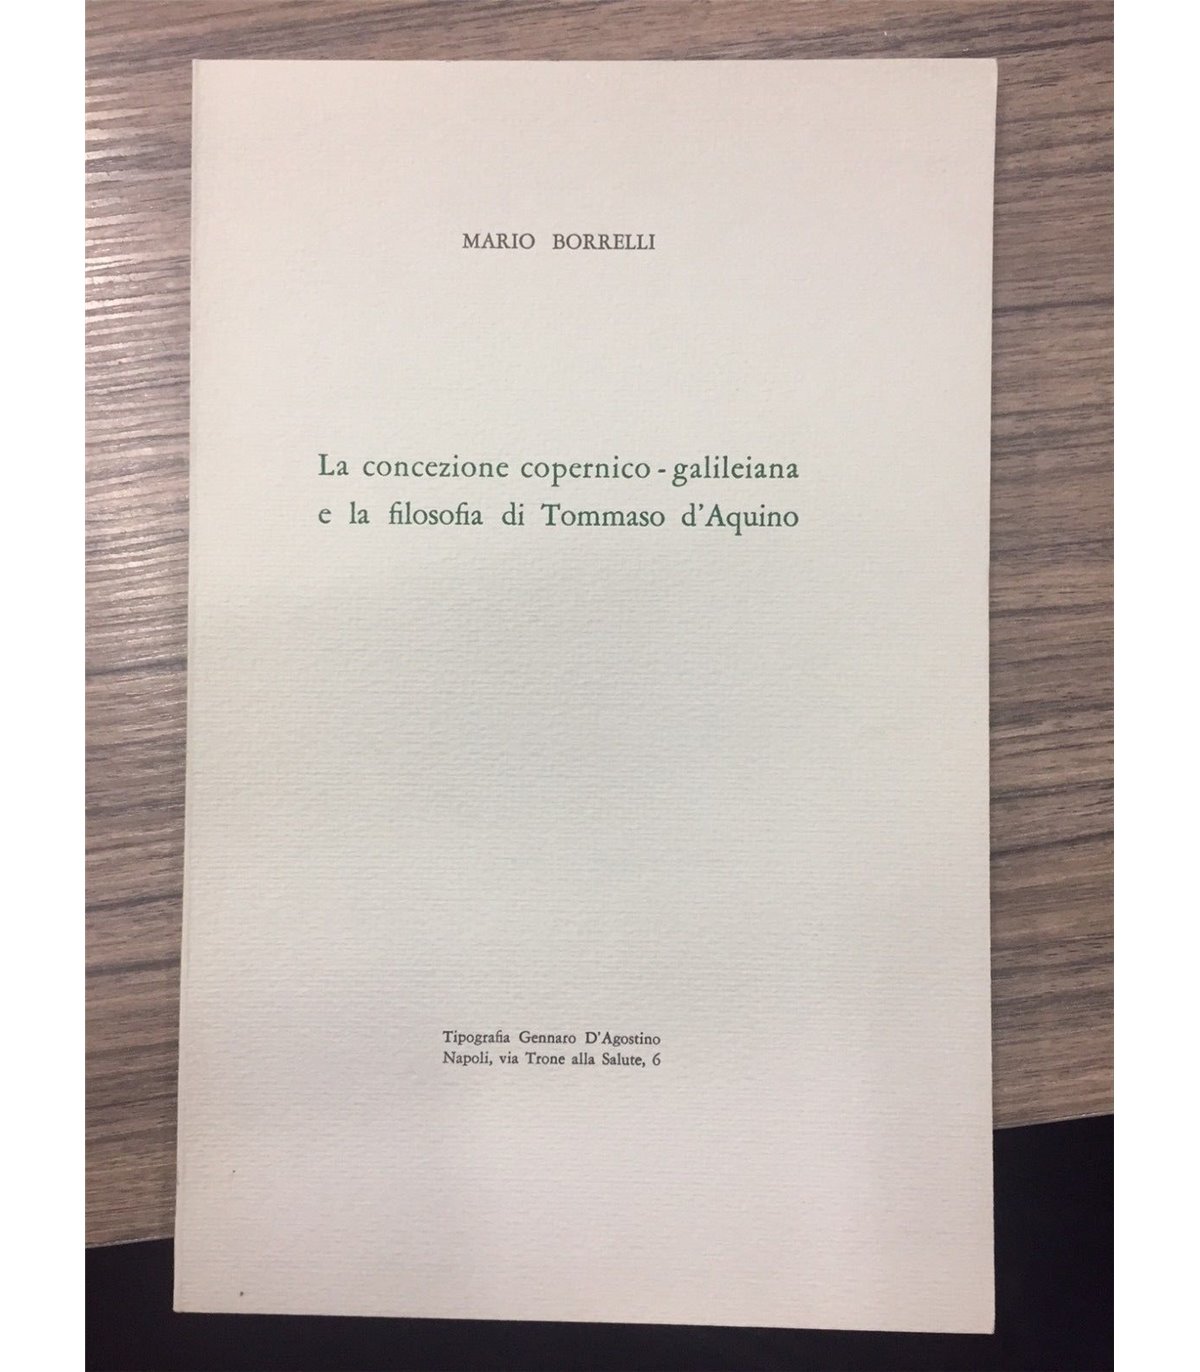 MARIO BORRELLI
La concezione copernico-galileiana
e la filosofia di Tommaso d'Aquino
Tipografia Gennaro D'Agostino
Napoli, via Trone alla Salute, 6